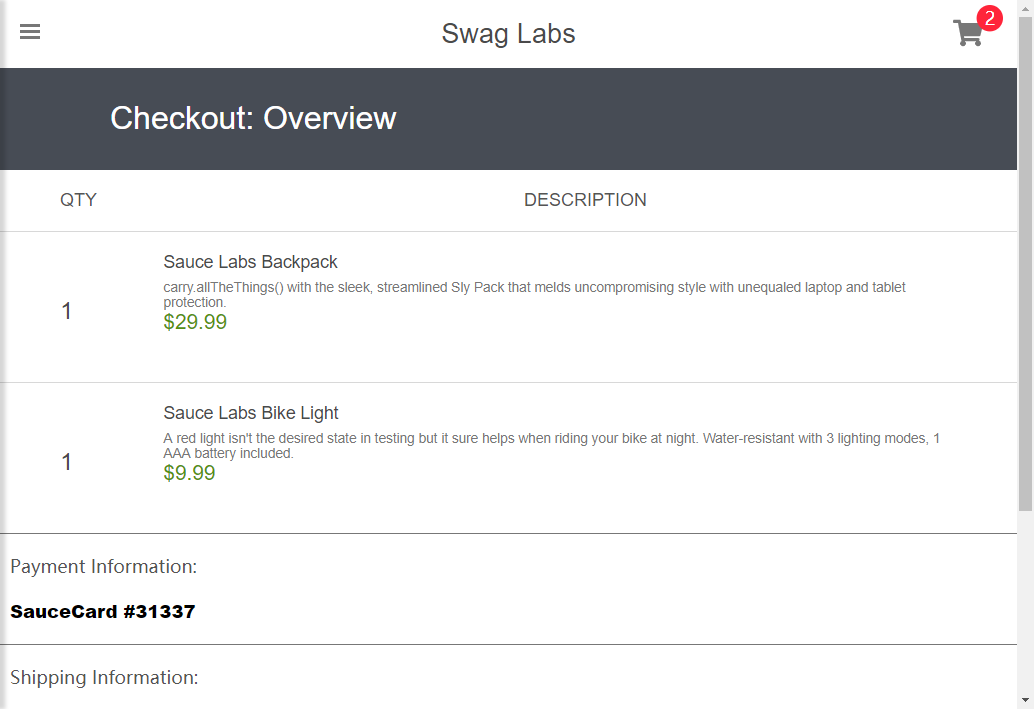 Swag Labs
2
Checkout: Overview
QTY DESCRIPTION
Sauce Labs Backpack
carry.allTheThings() with the sleek, streamlined Sly Pack that melds uncompromising style with unequaled laptop and tablet
protection.
1
$29.99
Sauce Labs Bike Light
A red light isn't the desired state in testing but it sure helps when riding your bike at night. Water-resistant with 3 lighting modes, 1
AAA battery included.
1
$9.99
Payment Information:
SauceCard #31337
Shipping Information: